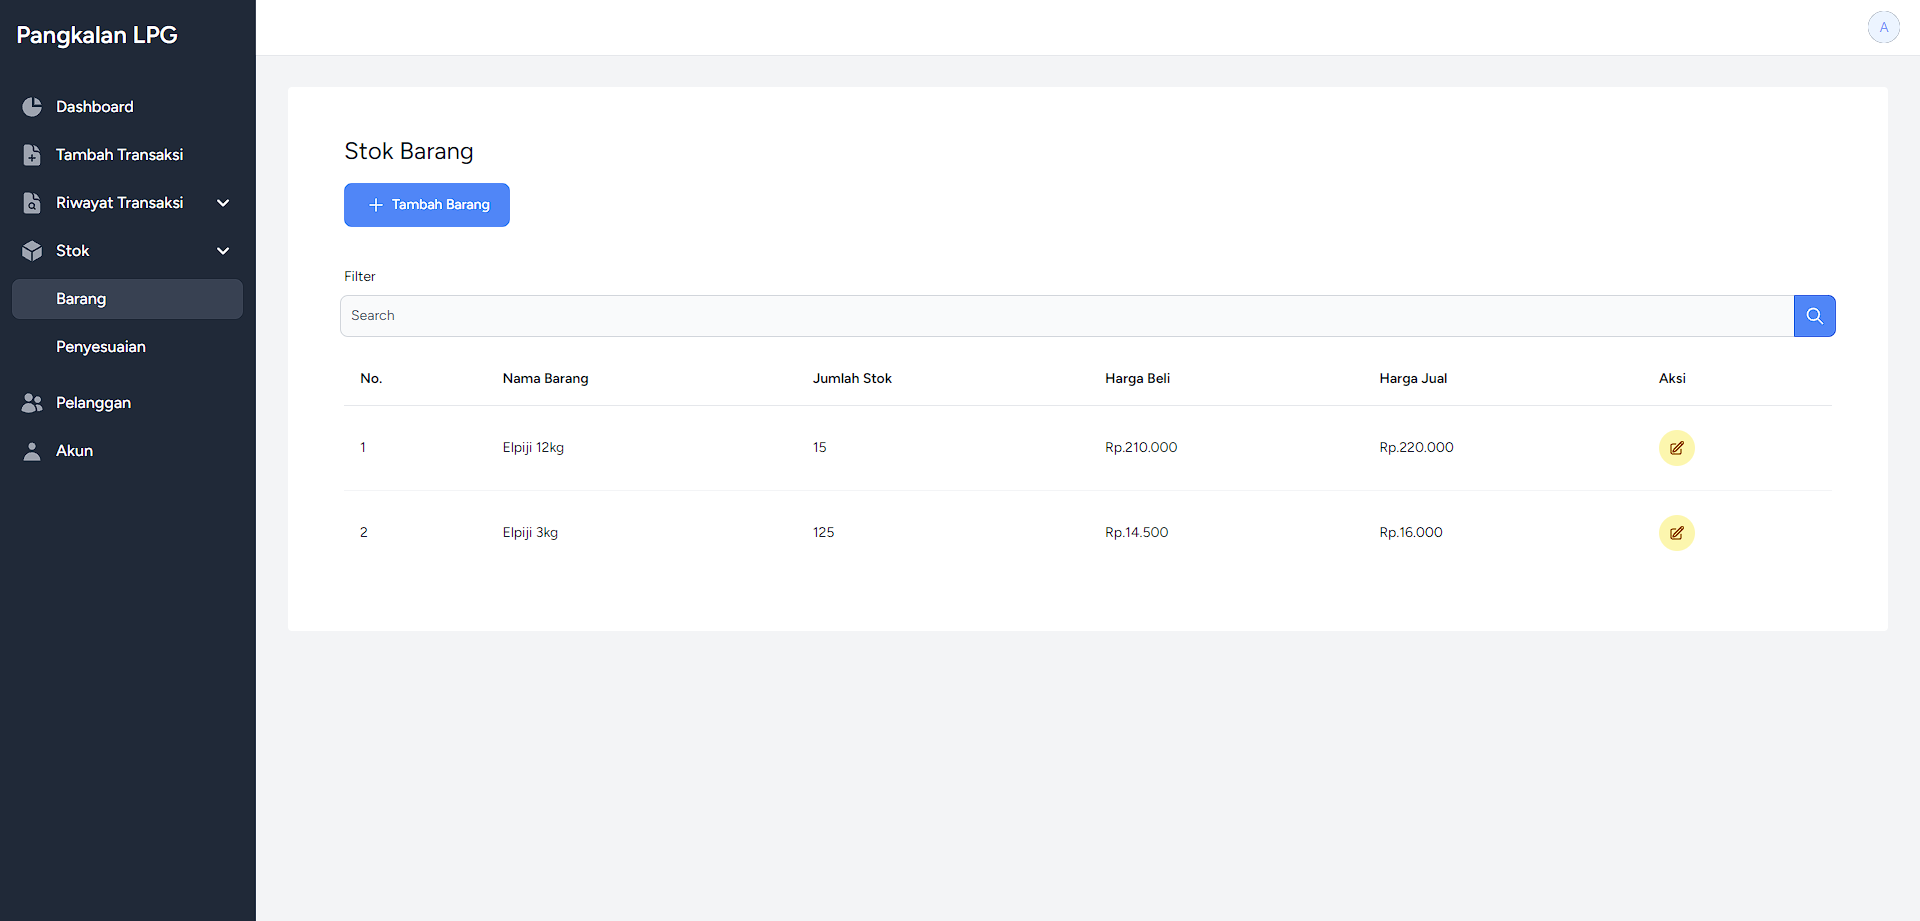 Pangkalan LPG
A
Dashboard
Tambah Transaksi
Riwayat Transaksi
Stok
Barang
Penyesuaian
Pelanggan
Akun
Stok Barang
Tambah Barang
Filter
Search
No. Nama Barang Jumlah Stok Harga Beli Harga Jual Aksi
1 Elpiji 12kg 15 Rp.210.000 Rp.220.000
2 Elpiji 3kg 125 Rp.14.500 Rp.16.000